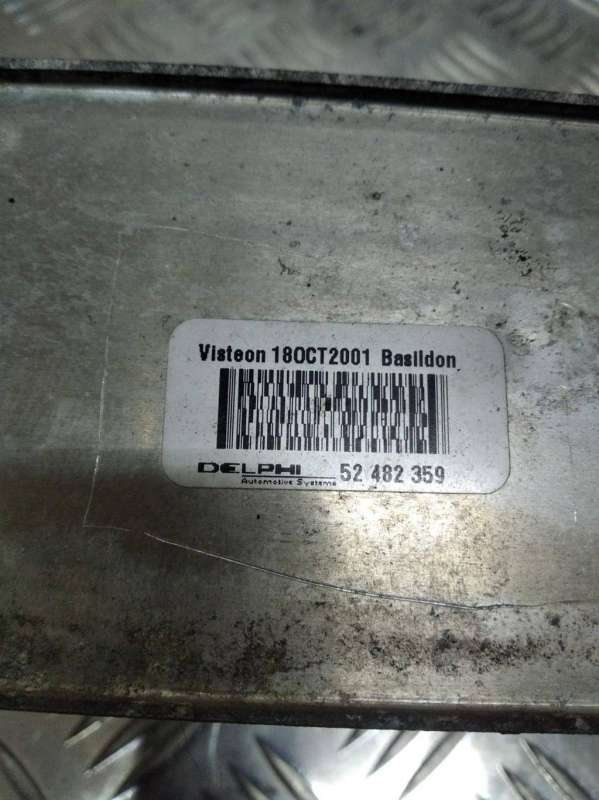 Visteon 18OCT2001 Basildon
DELPHI 52 482 359
Automotive Systems